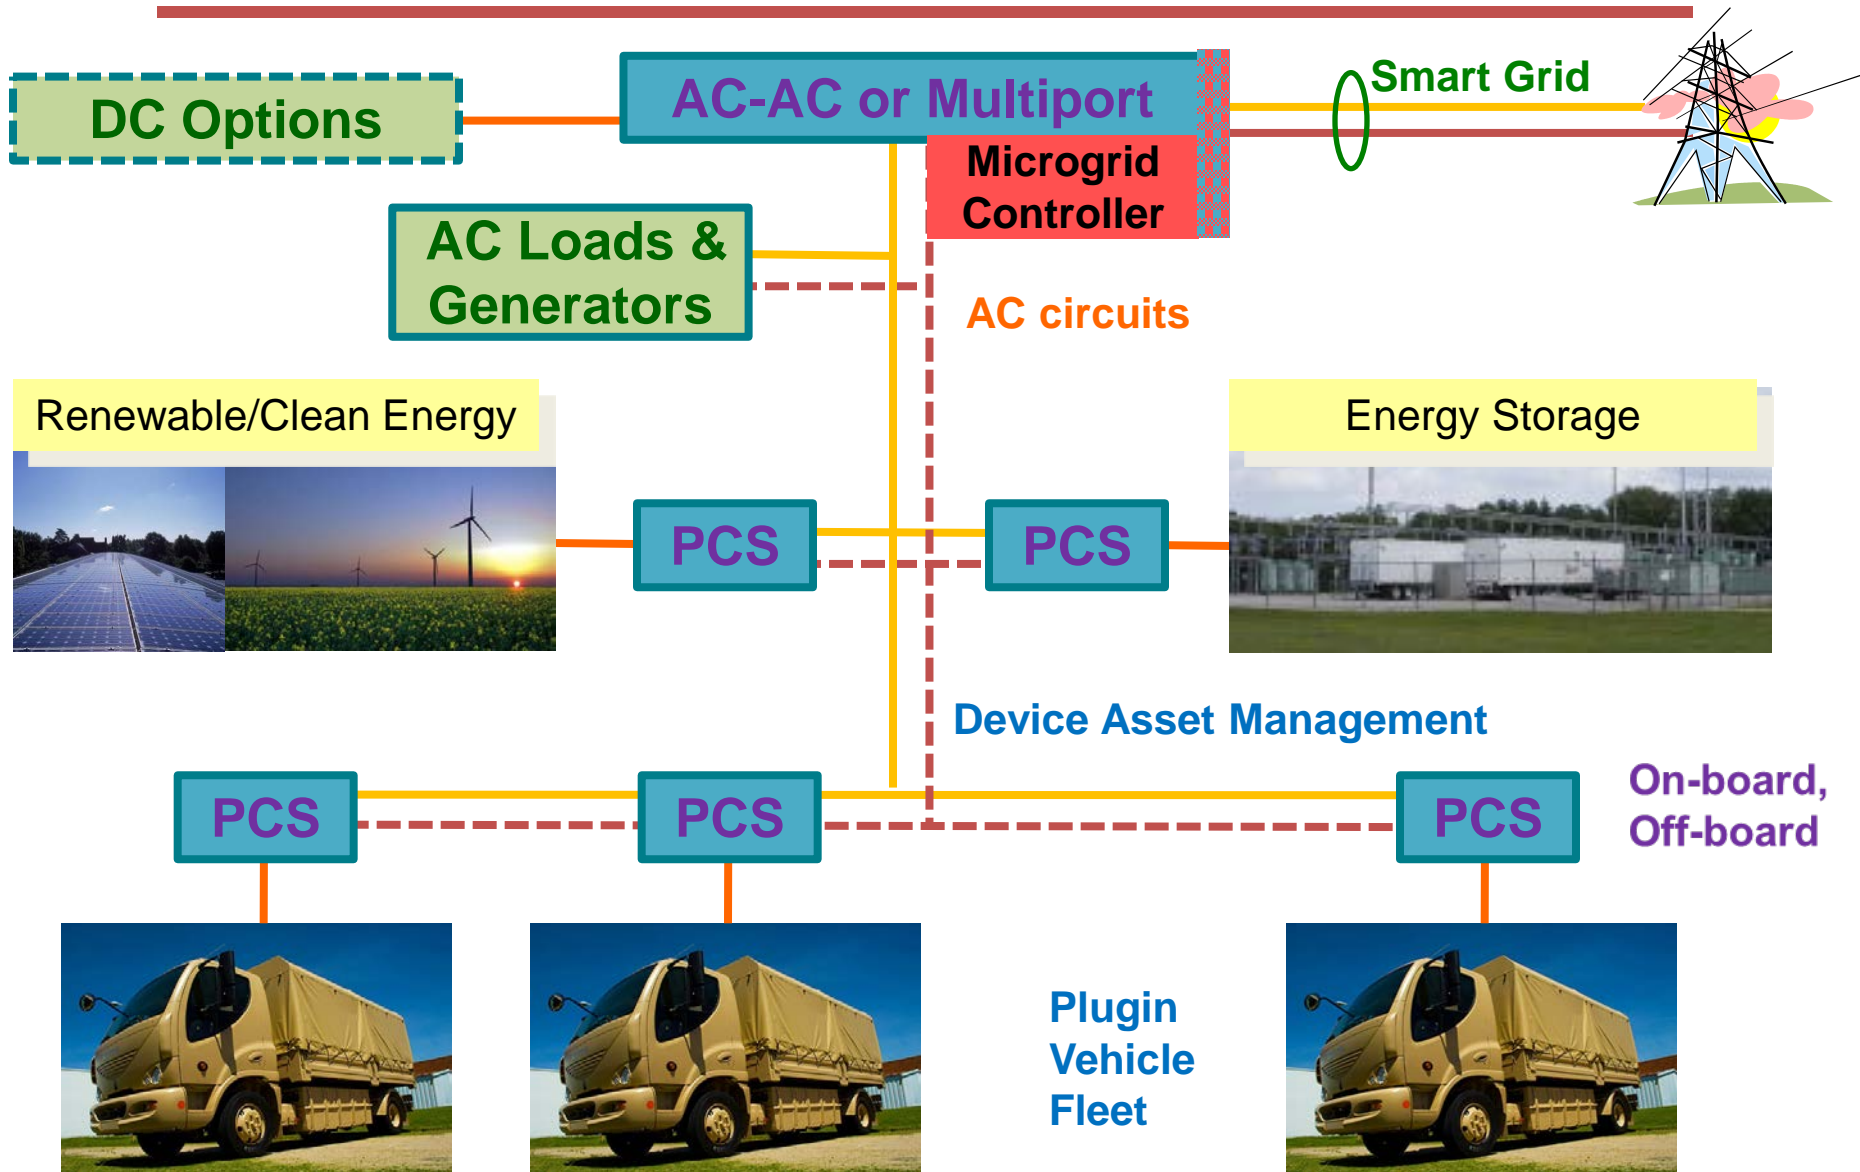 DC Options
AC-AC or Multiport
Smart Grid
Microgrid
Controller
AC Loads &
Generators
AC circuits
Renewable/Clean Energy
Energy Storage
PCS
PCS
Device Asset Management
PCS
PCS
PCS
On-board,
Off-board
Plugin
Vehicle
Fleet